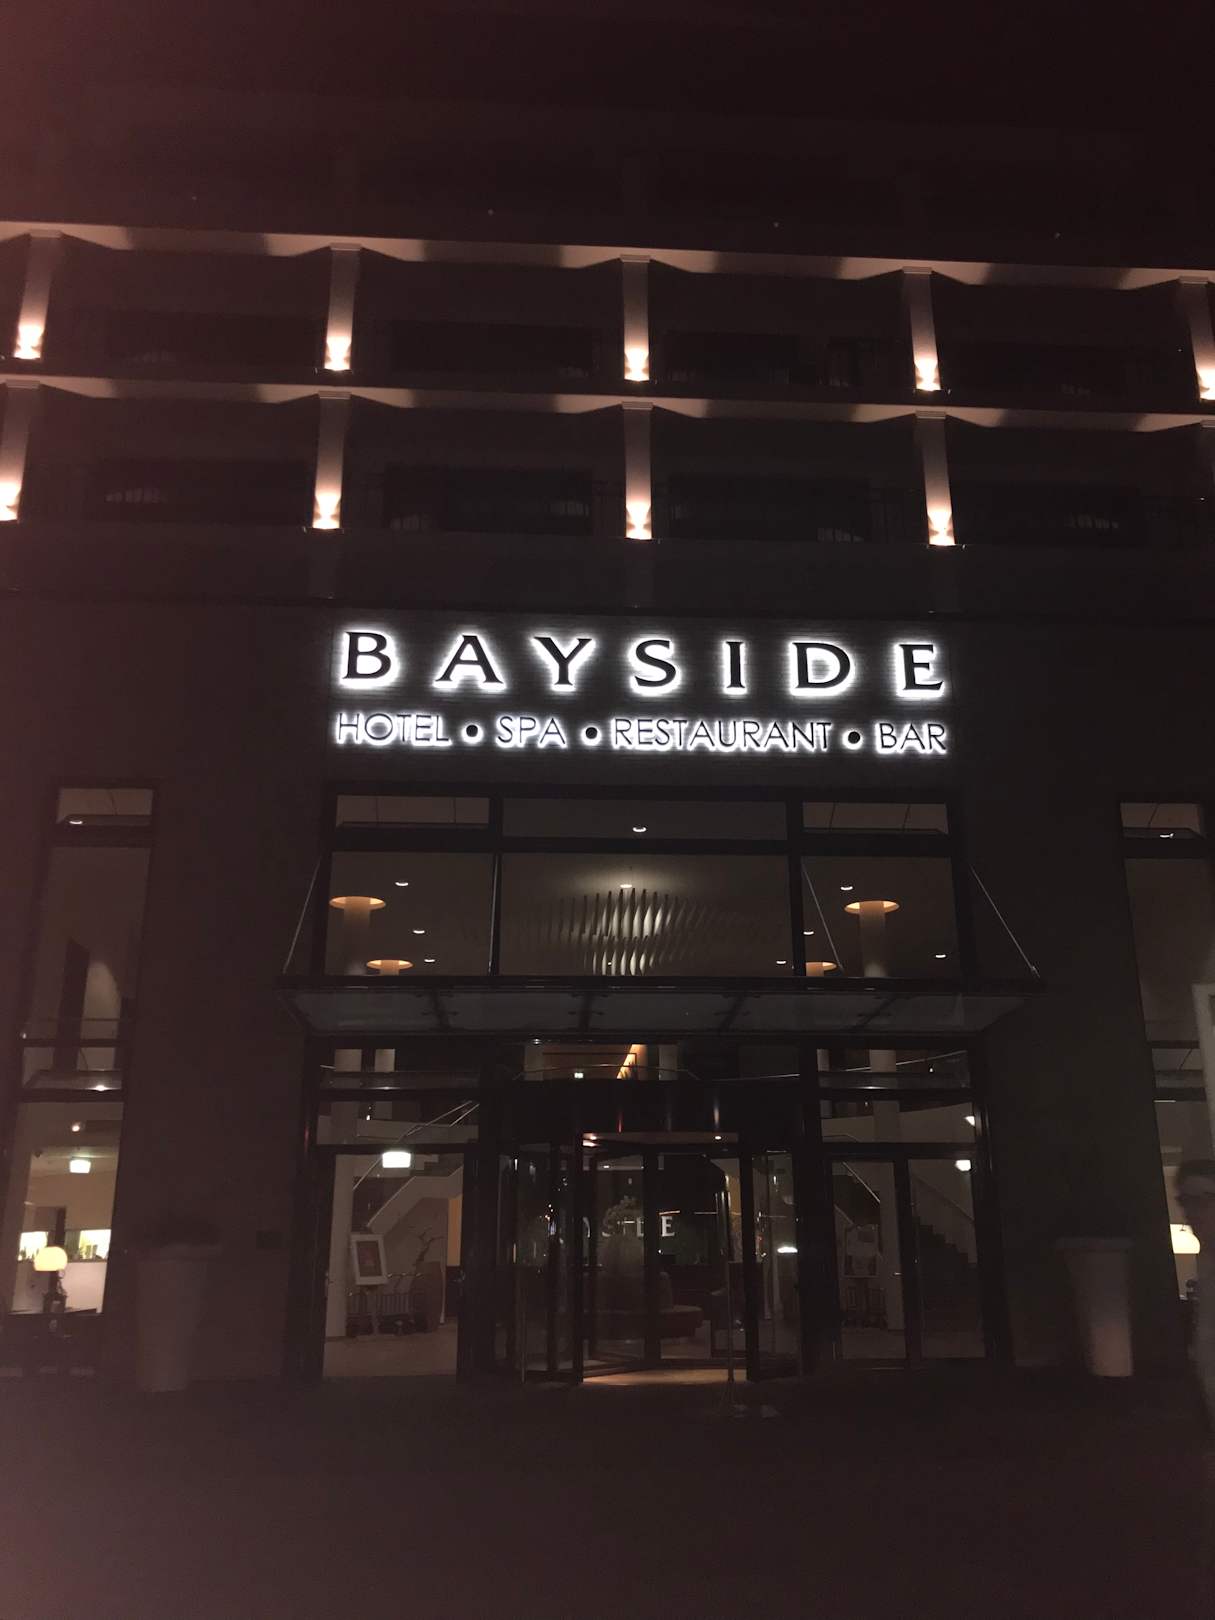 BAYSIDE
HOTEL • SPA • RESTAURANT • BAR